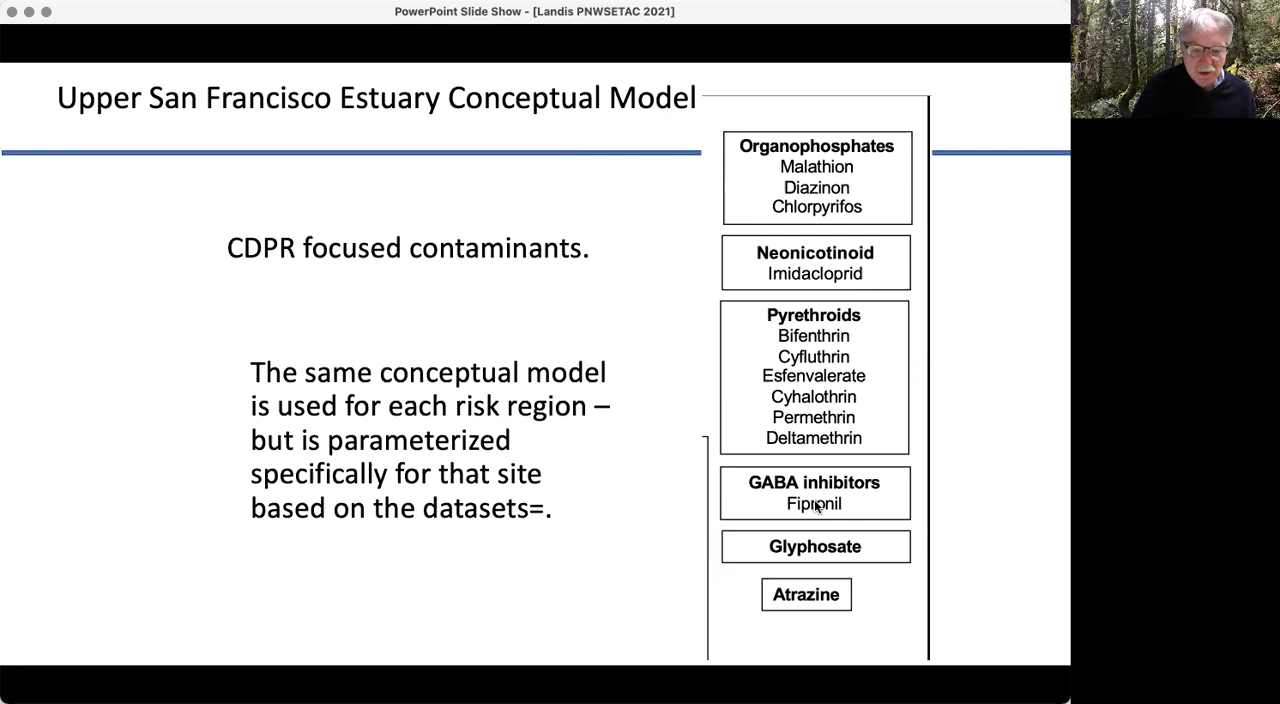 PowerPoint Slide Show - [Landis PNWSETAC 2021]
Upper San Francisco Estuary Conceptual Model
CDPR focused contaminants.
The same conceptual model
is used for each risk region –
but is parameterized
specifically for that site
based on the datasets=.
Organophosphates
Malathion
Diazinon
Chlorpyrifos
Neonicotinoid
Imidacloprid
Pyrethroids
Bifenthrin
Cyfluthrin
Esfenvalerate
Cyhalothrin
Permethrin
Deltamethrin
GABA inhibitors
Fipronil
Glyphosate
Atrazine